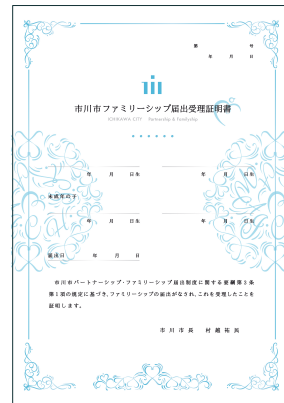 第　　　　号
年　　月　　日
市川市ファミリーシップ届出受理証明書
ICHIKAWA CITY　Partnership & Familyship
年　　月　　日生　　　　年　　月　　日生
未成年の子
年　　月　　日生　　　　年　　月　　日生
届出日　　　年　　月　　日
市川市パートナーシップ・ファミリーシップ届出制度に関する要綱第５条
第１項の規定に基づき、ファミリーシップの届出がなされ、これを受理したことを
証明します。
市川市長　村越祐民